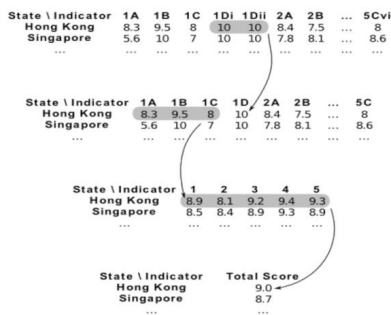 State \ Indicator 1A 1B 1C 1Di 1Dii 2A 2B ... 5Cvi
Hong Kong 8.3 9.5 8 10 10 8.4 7.5 ... 8
Singapore 5.6 10 7 10 10 7.8 8.1 ... 8.6
... ... ... ... ... ... ... ... ...
State \ Indicator 1A 1B 1C 1D 2A 2B ... 5C
Hong Kong 8.3 9.5 8 10 8.4 7.5 ... 8
Singapore 5.6 10 7 10 7.8 8.1 ... 8.6
... ... ... ... ... ... ... ...
State \ Indicator 1 2 3 4 5
Hong Kong 8.9 8.1 9.2 9.4 9.3
Singapore 8.5 8.4 8.9 9.3 8.9
... ... ... ... ... ...
State \ Indicator Total Score
Hong Kong 9.0
Singapore 8.7
... ...